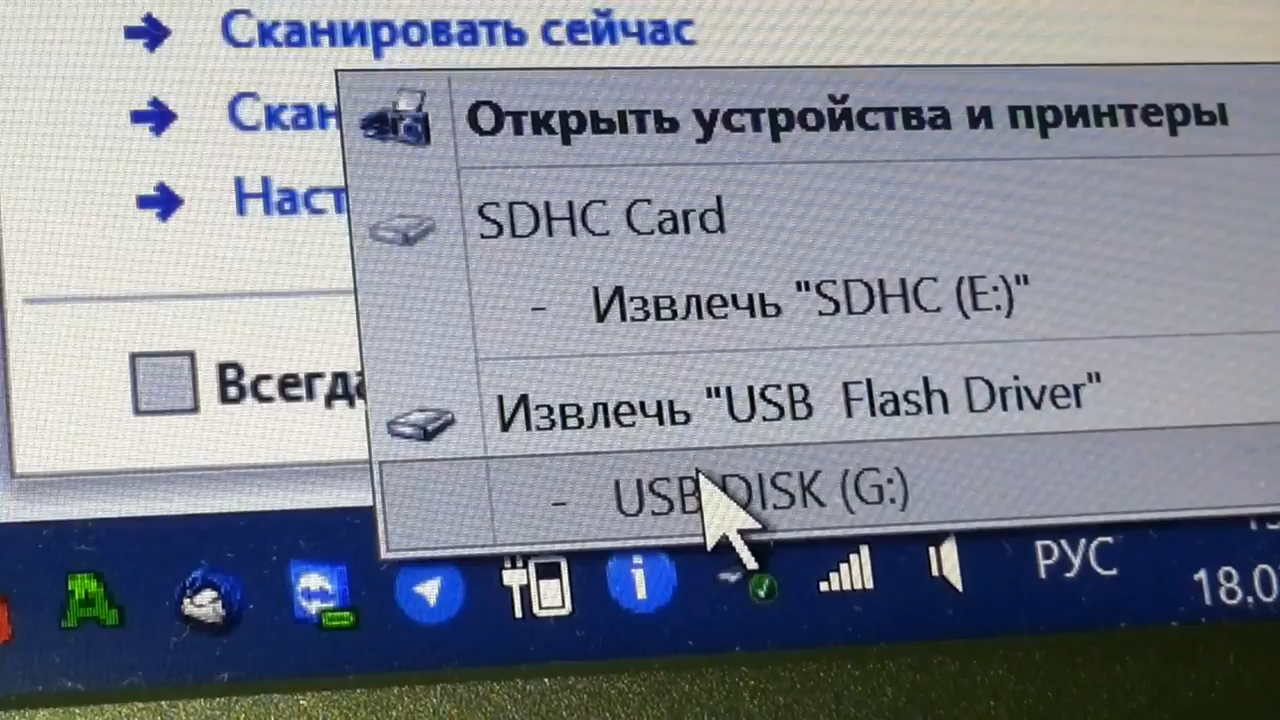 Сканировать сейчас
Скан
Наст
Открыть устройства и принтеры
SDHC Card
- Извлечь "SDHC (E:)"
Всегда
Извлечь "USB Flash Driver"
- USB DISK (G:)
РУС
18.0